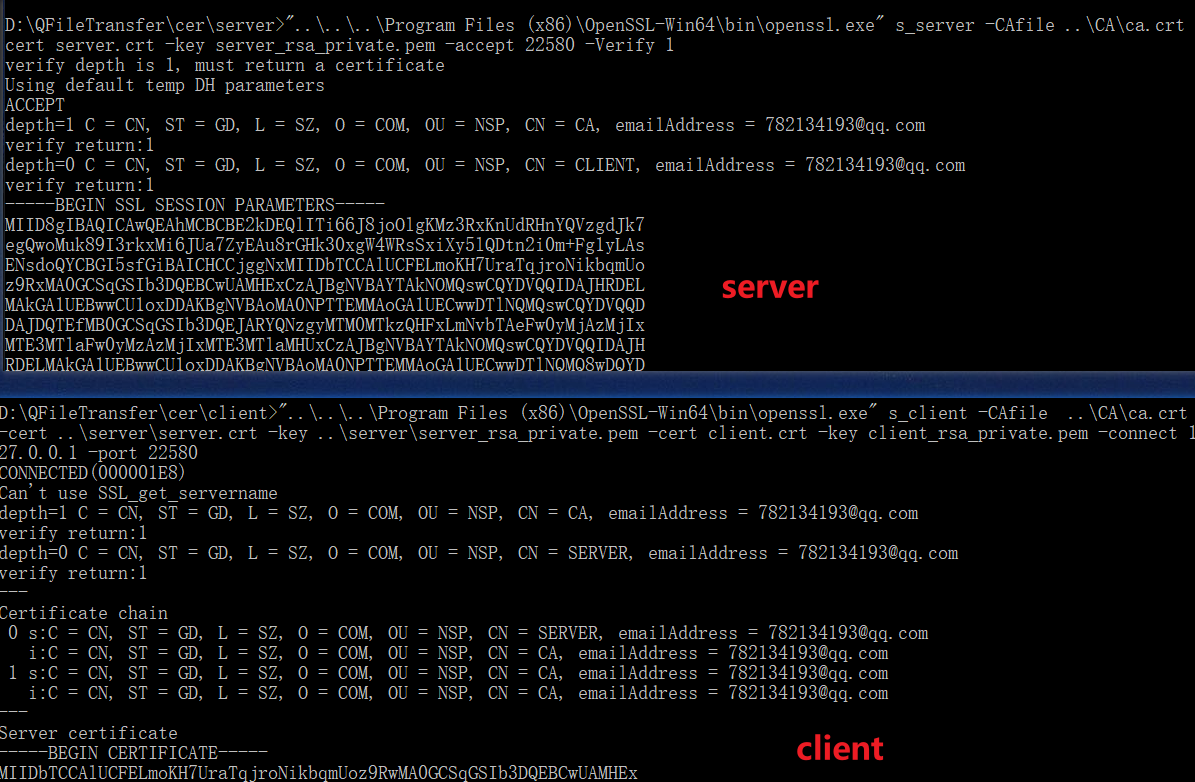 D:\QFileTransfer\cer\server>"..\..\..\Program Files (x86)\OpenSSL-Win64\bin\openssl.exe" s_server -CAfile ..\CA\ca.crt
cert server.crt -key server_rsa_private.pem -accept 22580 -Verify 1
verify depth is 1, must return a certificate
Using default temp DH parameters
ACCEPT
depth=1 C = CN, ST = GD, L = SZ, O = COM, OU = NSP, CN = CA, emailAddress = 782134193@qq.com
verify return:1
depth=0 C = CN, ST = GD, L = SZ, O = COM, OU = NSP, CN = CLIENT, emailAddress = 782134193@qq.com
verify return:1
-----BEGIN SSL SESSION PARAMETERS-----
MIID8gIBAQICAwQEAhMCBCBE2kDEQlITi66J8joOlgKMz3RxKnUdRHnYQVzgdJk7
egQwoMuk89I3rkxMi6JUa7ZyEAu8rGHk30xgW4WRsSxiXy5lQDtn2i0m+FglyLAs
ENsdoQYCBGI5sfGiBAICHCCjggNxMIIDbTCCAlUCFELmoKH7UraTqjroNikbqmUo
z9RxMA0GCSqGSIb3DQEBCwUAMHExCzAJBgNVBAYTAkNOMQswCQYDVQQIDAJHRDEL
MAkGA1UEBwwCU1oxDDAKBgNVBAoMA0NPTTEMMAoGA1UECwwDTlNQMQswCQYDVQQD
DAJDQTEfMB0GCSqGSIb3DQEJARYQNzgyMTM0MTkzQHFxLmNvbTAeFw0yMjAzMjIx
MTE3MTlaFw0yMzAzMjIxMTE3MTlaMHUxCzAJBgNVBAYTAkNOMQswCQYDVQQIDAJH
RDELMAkGA1UEBwwCU1oxDDAKBgNVBAoMA0NPTTEMMAoGA1UECwwDTlNQMQ8wDQYD
server
D:\QFileTransfer\cer\client>"..\..\..\Program Files (x86)\OpenSSL-Win64\bin\openssl.exe" s_client -CAfile  ..\CA\ca.crt
-cert ..\server\server.crt -key ..\server\server_rsa_private.pem -cert client.crt -key client_rsa_private.pem -connect 1
27.0.0.1 -port 22580
CONNECTED(000001E8)
Can't use SSL_get_servername
depth=1 C = CN, ST = GD, L = SZ, O = COM, OU = NSP, CN = CA, emailAddress = 782134193@qq.com
verify return:1
depth=0 C = CN, ST = GD, L = SZ, O = COM, OU = NSP, CN = SERVER, emailAddress = 782134193@qq.com
verify return:1
---
Certificate chain
0 s:C = CN, ST = GD, L = SZ, O = COM, OU = NSP, CN = SERVER, emailAddress = 782134193@qq.com
i:C = CN, ST = GD, L = SZ, O = COM, OU = NSP, CN = CA, emailAddress = 782134193@qq.com
1 s:C = CN, ST = GD, L = SZ, O = COM, OU = NSP, CN = CA, emailAddress = 782134193@qq.com
i:C = CN, ST = GD, L = SZ, O = COM, OU = NSP, CN = CA, emailAddress = 782134193@qq.com
---
Server certificate
-----BEGIN CERTIFICATE-----
MIIDbTCCAlUCFELmoKH7UraTqjroNikbqmUoz9RwMA0GCSqGSIb3DQEBCwUAMHEx
client